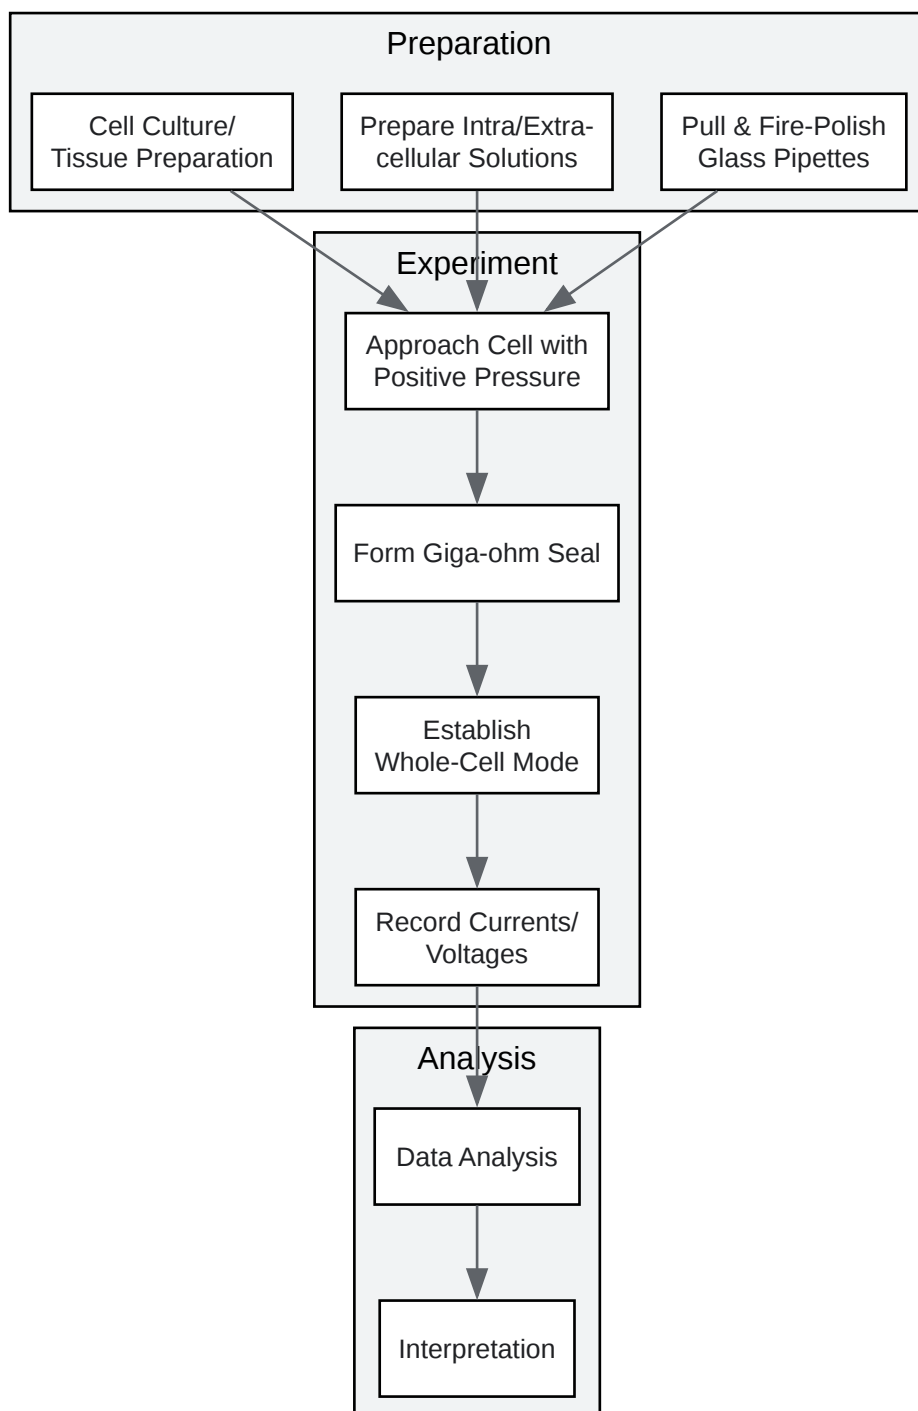 Preparation
Cell Culture/
Tissue Preparation
Prepare Intra/Extra-
cellular Solutions
Pull & Fire-Polish
Glass Pipettes
Experiment
Approach Cell with
Positive Pressure
Form Giga-ohm Seal
Establish
Whole-Cell Mode
Record Currents/
Voltages
Analysis
Data Analysis
Interpretation